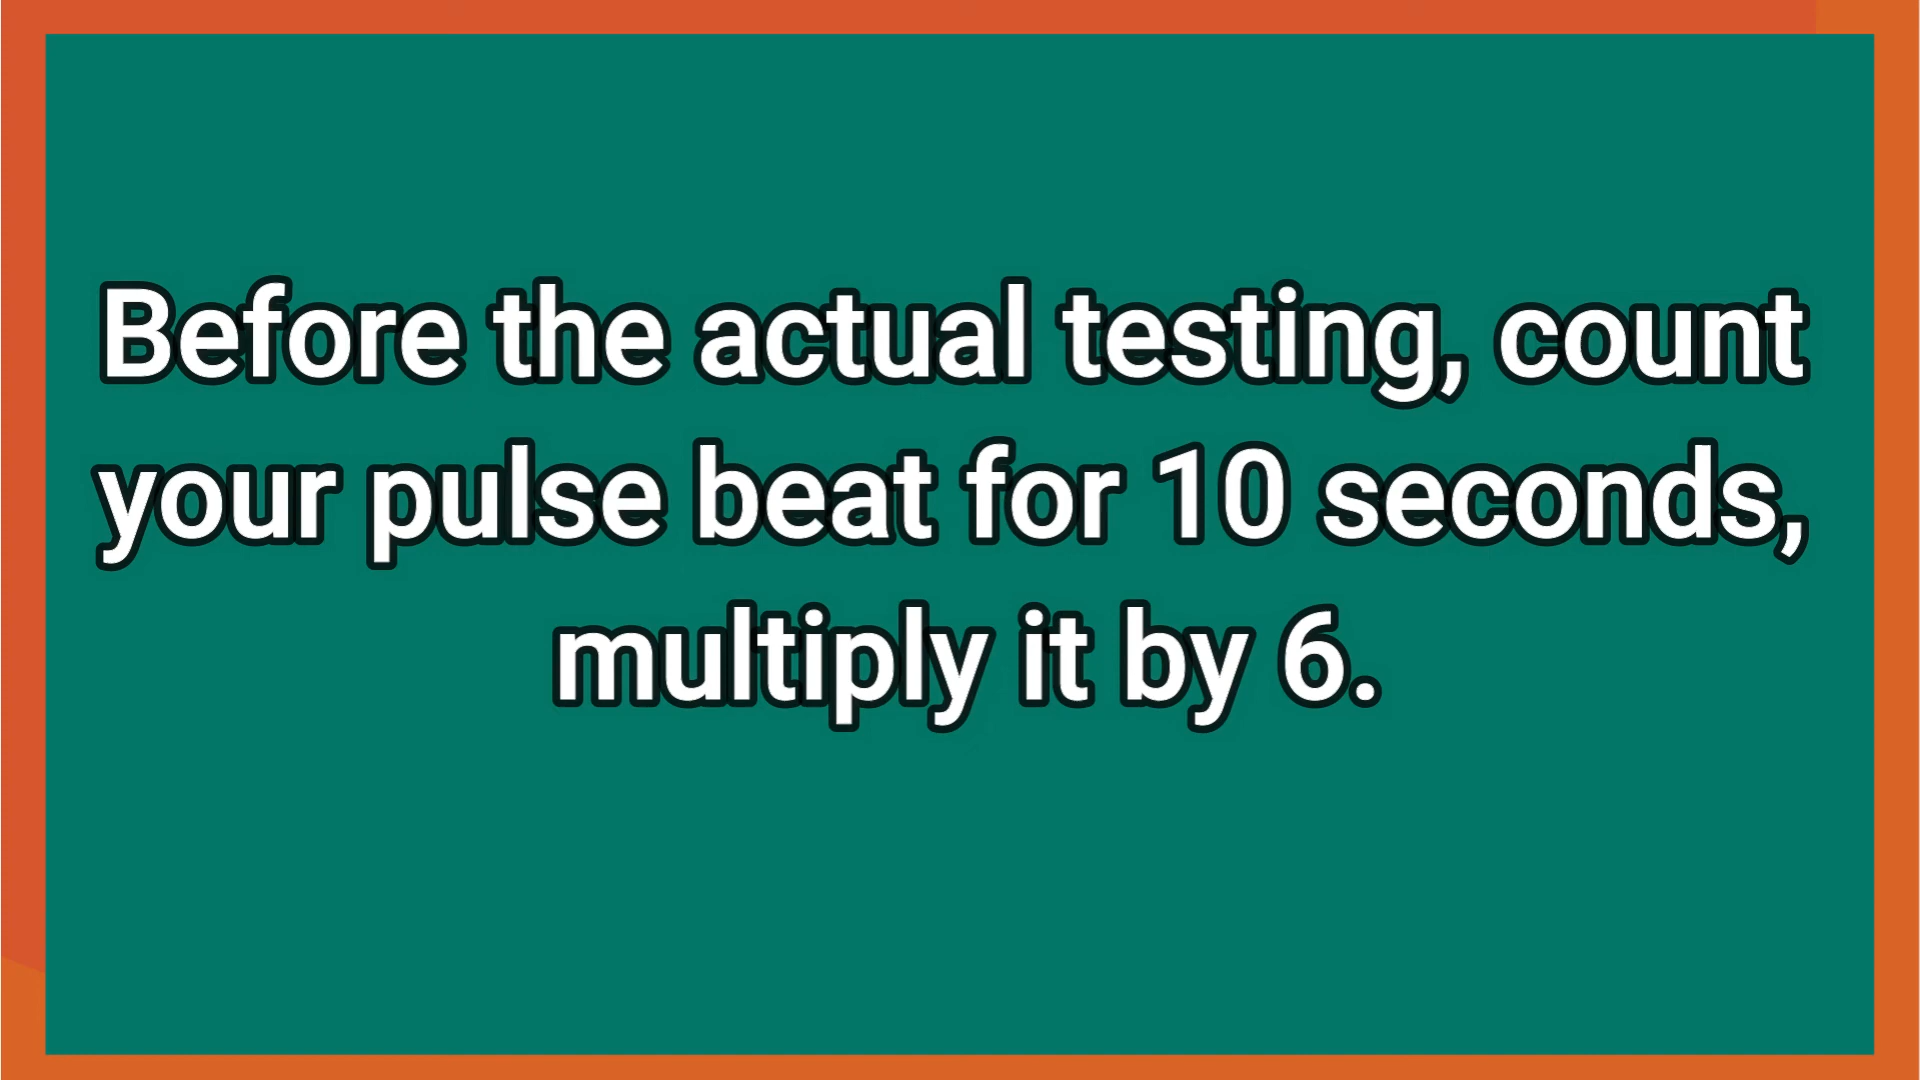 Before the actual testing, count
your pulse beat for 10 seconds,
multiply it by 6.